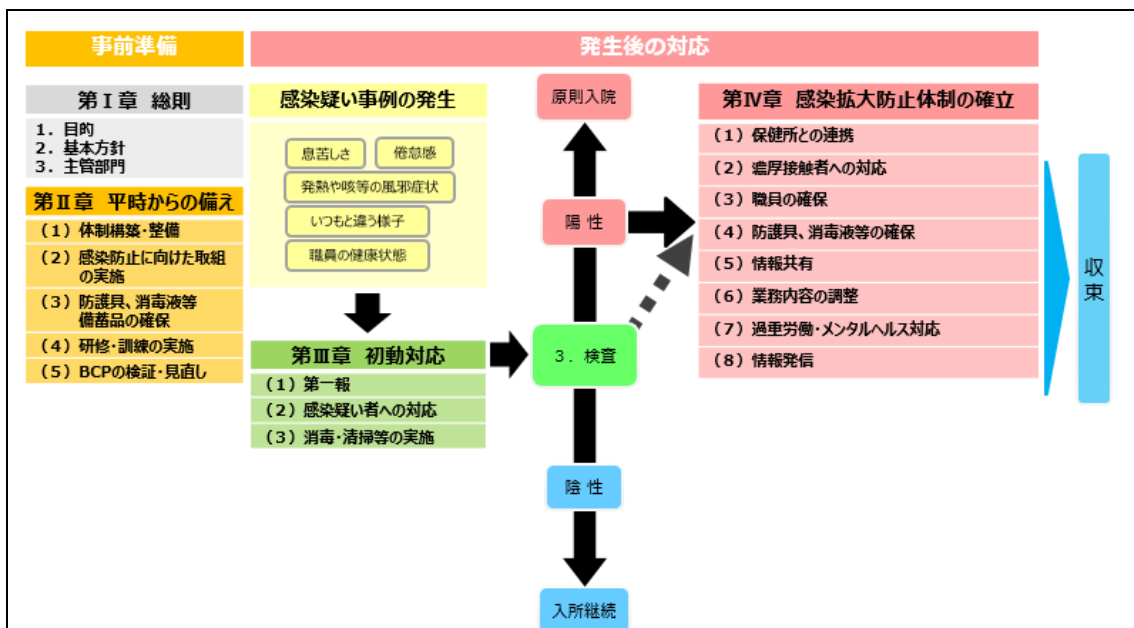 事前準備
発生後の対応
第Ⅰ章 総則
1. 目的
2. 基本方針
3. 主管部門
第Ⅱ章 平時からの備え
(1) 体制構築・整備
(2) 感染防止に向けた取組
の実施
(3) 防護具、消毒液等
備蓄品の確保
(4) 研修・訓練の実施
(5) BCPの検証・見直し
感染疑い事例の発生
息苦しさ
倦怠感
発熱や咳等の風邪症状
いつもと違う様子
職員の健康状態
第Ⅲ章 初動対応
(1) 第一報
(2) 感染疑い者への対応
(3) 消毒・清掃等の実施
原則入院
陽 性
3. 検査
陰 性
入所継続
第Ⅳ章 感染拡大防止体制の確立
(1) 保健所との連携
(2) 濃厚接触者への対応
(3) 職員の確保
(4) 防護具、消毒液等の確保
(5) 情報共有
(6) 業務内容の調整
(7) 過重労働・メンタルヘルス対応
(8) 情報発信
収束